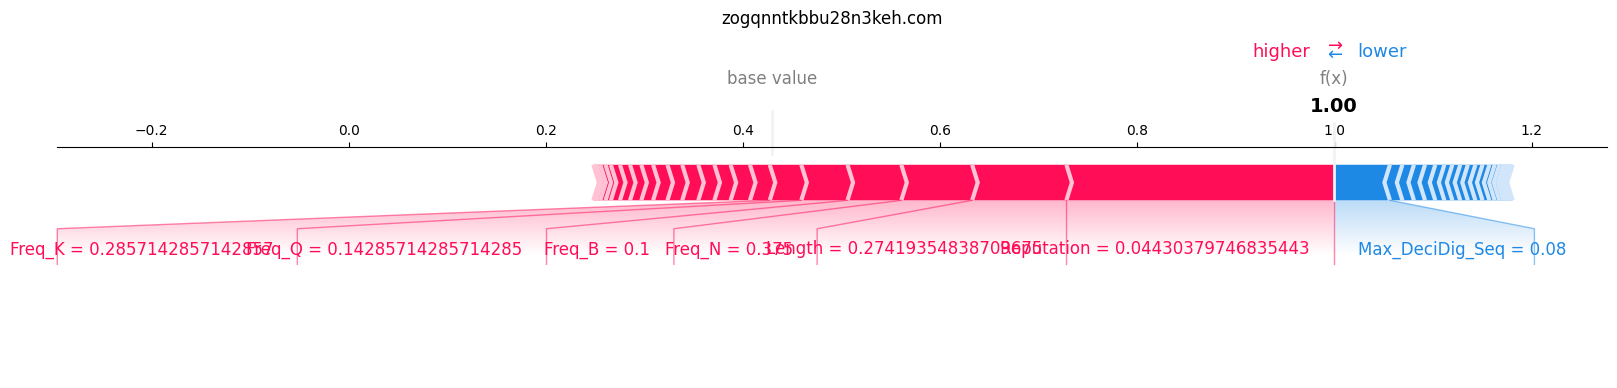 zogqnntkbbu28n3keh.com
higher ⇄ lower
base value f(x)
1.00
−0.2 0.0 0.2 0.4 0.6 0.8 1.0 1.2
Freq_K = 0.2857142857142857 Freq_Q = 0.14285714285714285 Freq_B = 0.1 Freq_N = 0.375 Length = 0.27419354838709675 Reputation = 0.04430379746835443 Max_DeciDig_Seq = 0.08